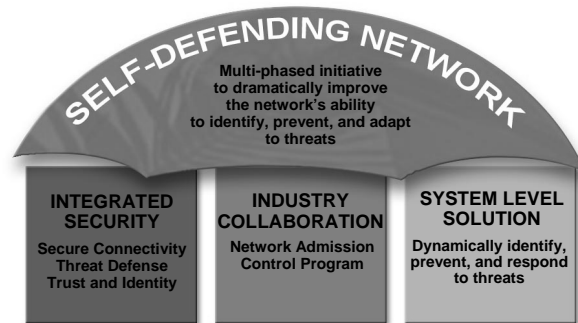 SELF-DEFENDING NETWORK
Multi-phased initiative
to dramatically improve
the network's ability
to identify, prevent, and adapt
to threats
INTEGRATED
SECURITY
Secure Connectivity
Threat Defense
Trust and Identity
INDUSTRY
COLLABORATION
Network Admission
Control Program
SYSTEM LEVEL
SOLUTION
Dynamically identify,
prevent, and respond
to threats